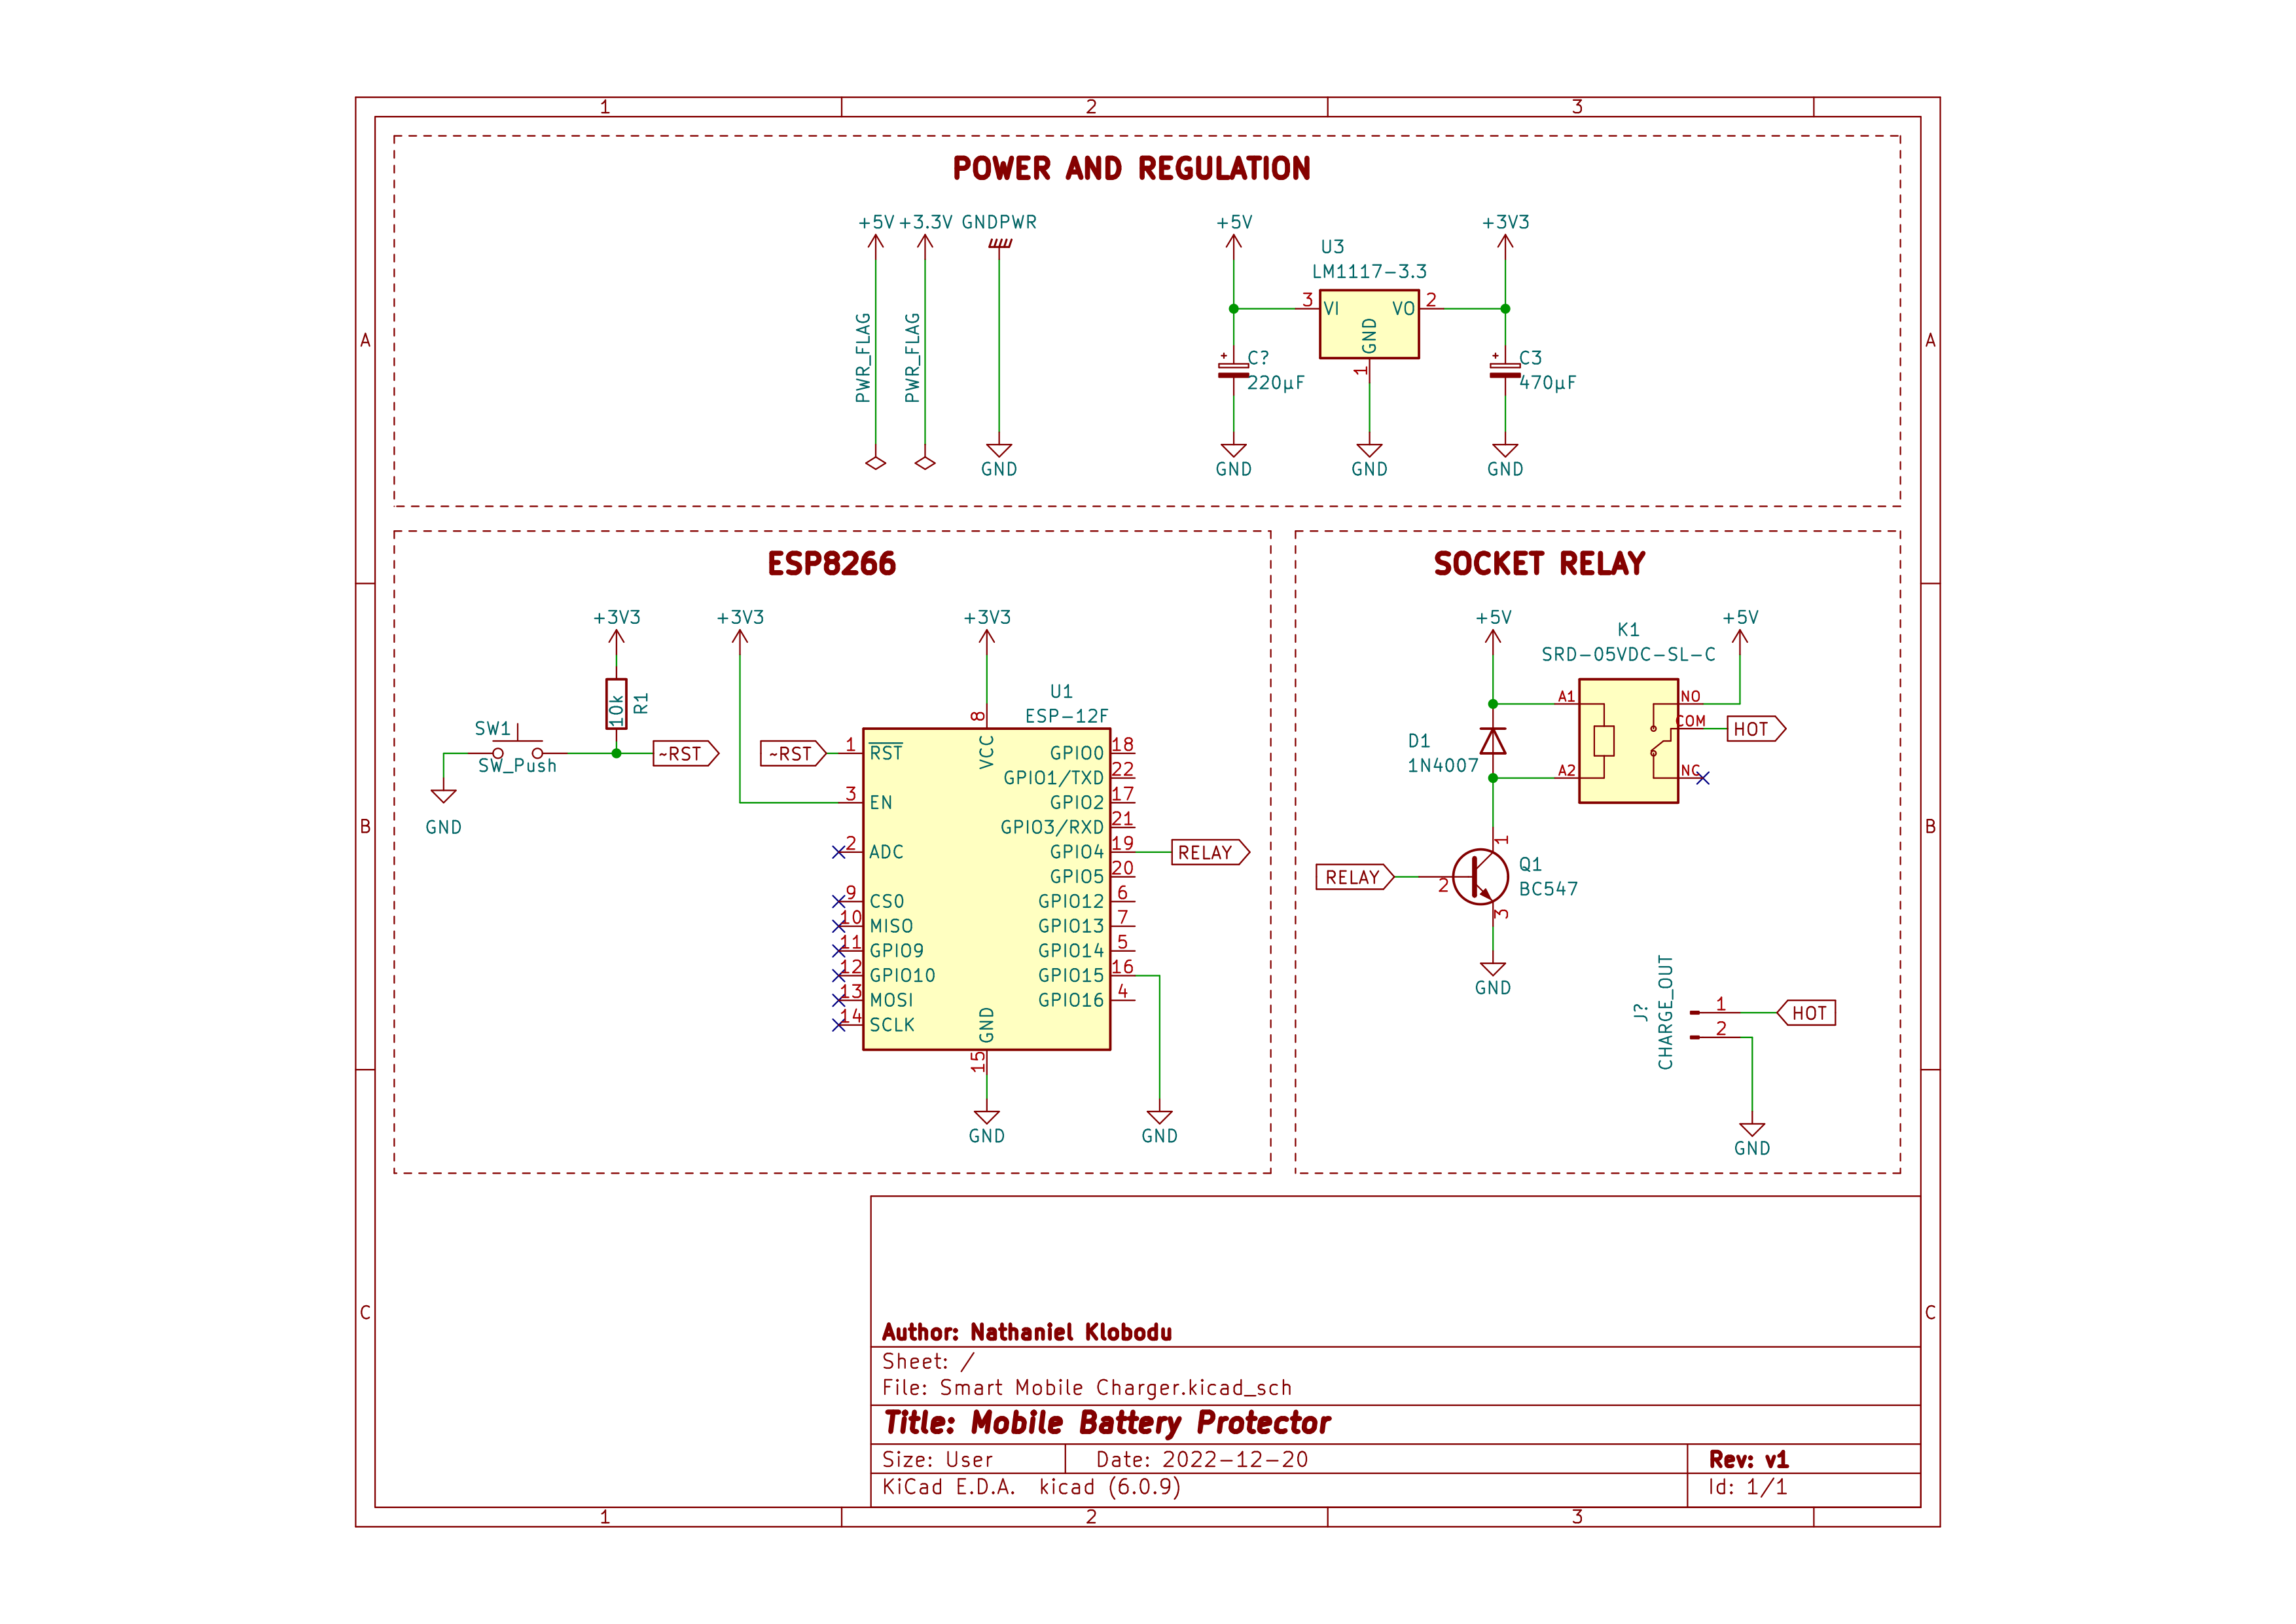 1 2 3
A A
B B
C C
POWER AND REGULATION
+5V +3.3V GNDPWR
PWR_FLAG
PWR_FLAG
GND
+5V
U3
LM1117-3.3
+3V3
3 VI VO 2
GND
1
+
C?
220µF
+
C3
470µF
GND
GND
GND
ESP8266
+3V3
+3V3
+3V3
10k
R1
SW1
SW_Push
GND
~RST
~RST
U1
ESP-12F
8
VCC
1 RST
3 EN
2 ADC
9 CS0
10 MISO
11 GPIO9
12 GPIO10
13 MOSI
14 SCLK
GPIO0 18
GPIO1/TXD 22
GPIO2 17
GPIO3/RXD 21
GPIO4 19
GPIO5 20
GPIO12 6
GPIO13 7
GPIO14 5
GPIO15 16
GPIO16 4
GND
15
RELAY
GND
GND
SOCKET RELAY
+5V
K1
SRD-05VDC-SL-C
+5V
A1
A2
NO
COM
NC
HOT
D1
1N4007
RELAY
1
2
3
Q1
BC547
GND
J?
CHARGE_OUT
1
2
HOT
GND
Author: Nathaniel Klobodu
Sheet: /
File: Smart Mobile Charger.kicad_sch
Title: Mobile Battery Protector
Size: User Date: 2022-12-20 Rev: v1
KiCad E.D.A. kicad (6.0.9) Id: 1/1
1 2 3